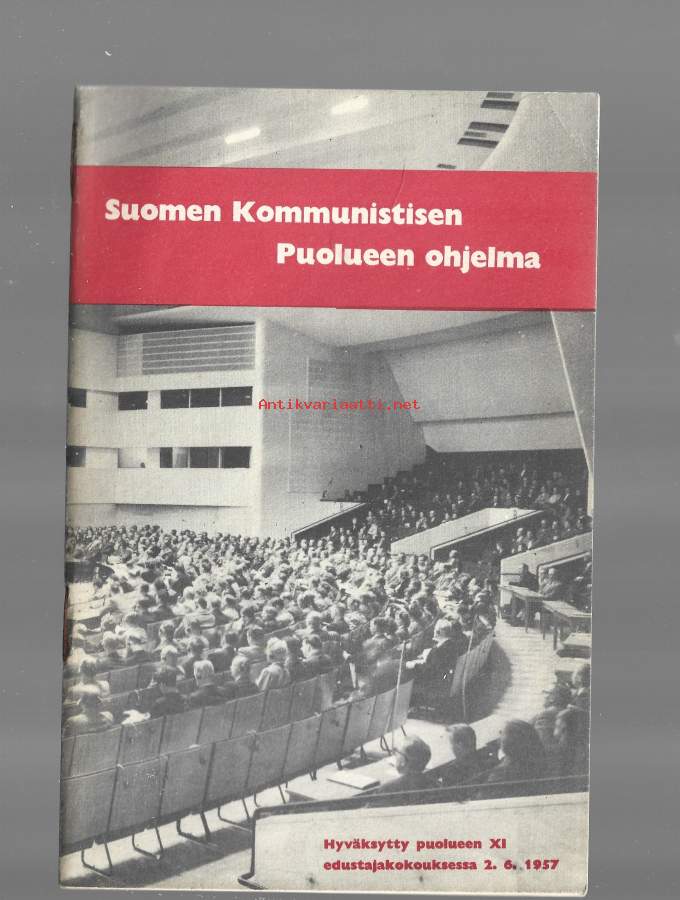 Suomen Kommunistisen
Puolueen ohjelma
Antikvariaatti.net
Hyväksytty puolueen XI
edustajakokouksessa 2. 6. 1957